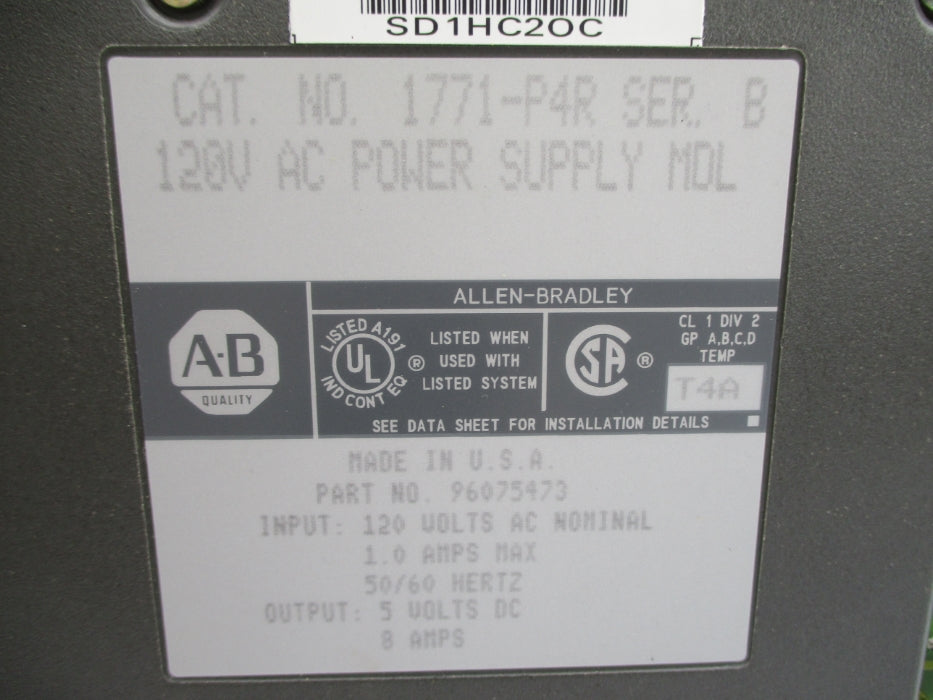 SD1HC2OC
CAT. NO. 1771-P4R SER. B
120V AC POWER SUPPLY MDL
ALLEN-BRADLEY
A-B
QUALITY
LISTED A191
UL
IND CONT EQ
®
LISTED WHEN
USED WITH
LISTED SYSTEM
SA
®
CL 1 DIV 2
GP A,B,C,D
TEMP
T4A
SEE DATA SHEET FOR INSTALLATION DETAILS
MADE IN U.S.A.
PART NO. 96075473
INPUT: 120 VOLTS AC NOMINAL
1.0 AMPS MAX
50/60 HERTZ
OUTPUT: 5 VOLTS DC
8 AMPS